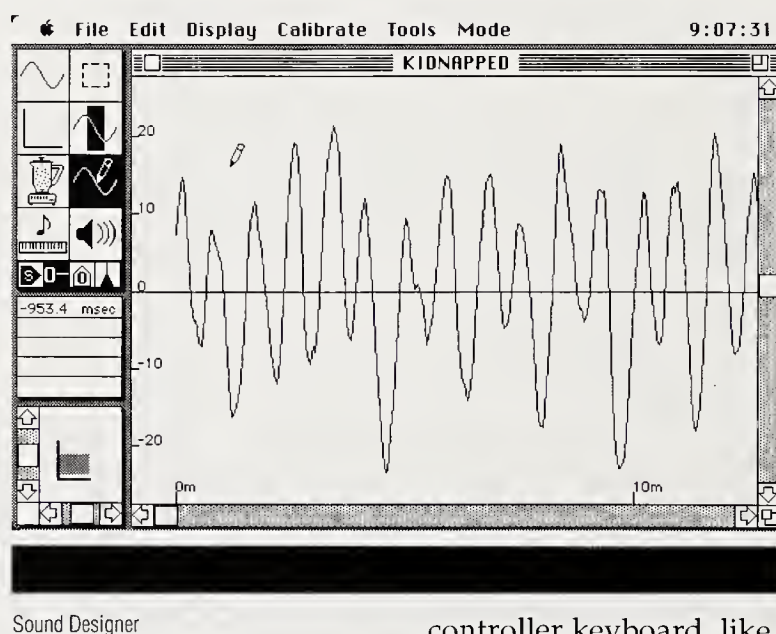 File Edit Display Calibrate Tools Mode 9:07:31
KIDNAPPED
20
10
0
-10
-20
0m 10m
S O
-953.4 msec
Sound Designer
controller keyboard, like